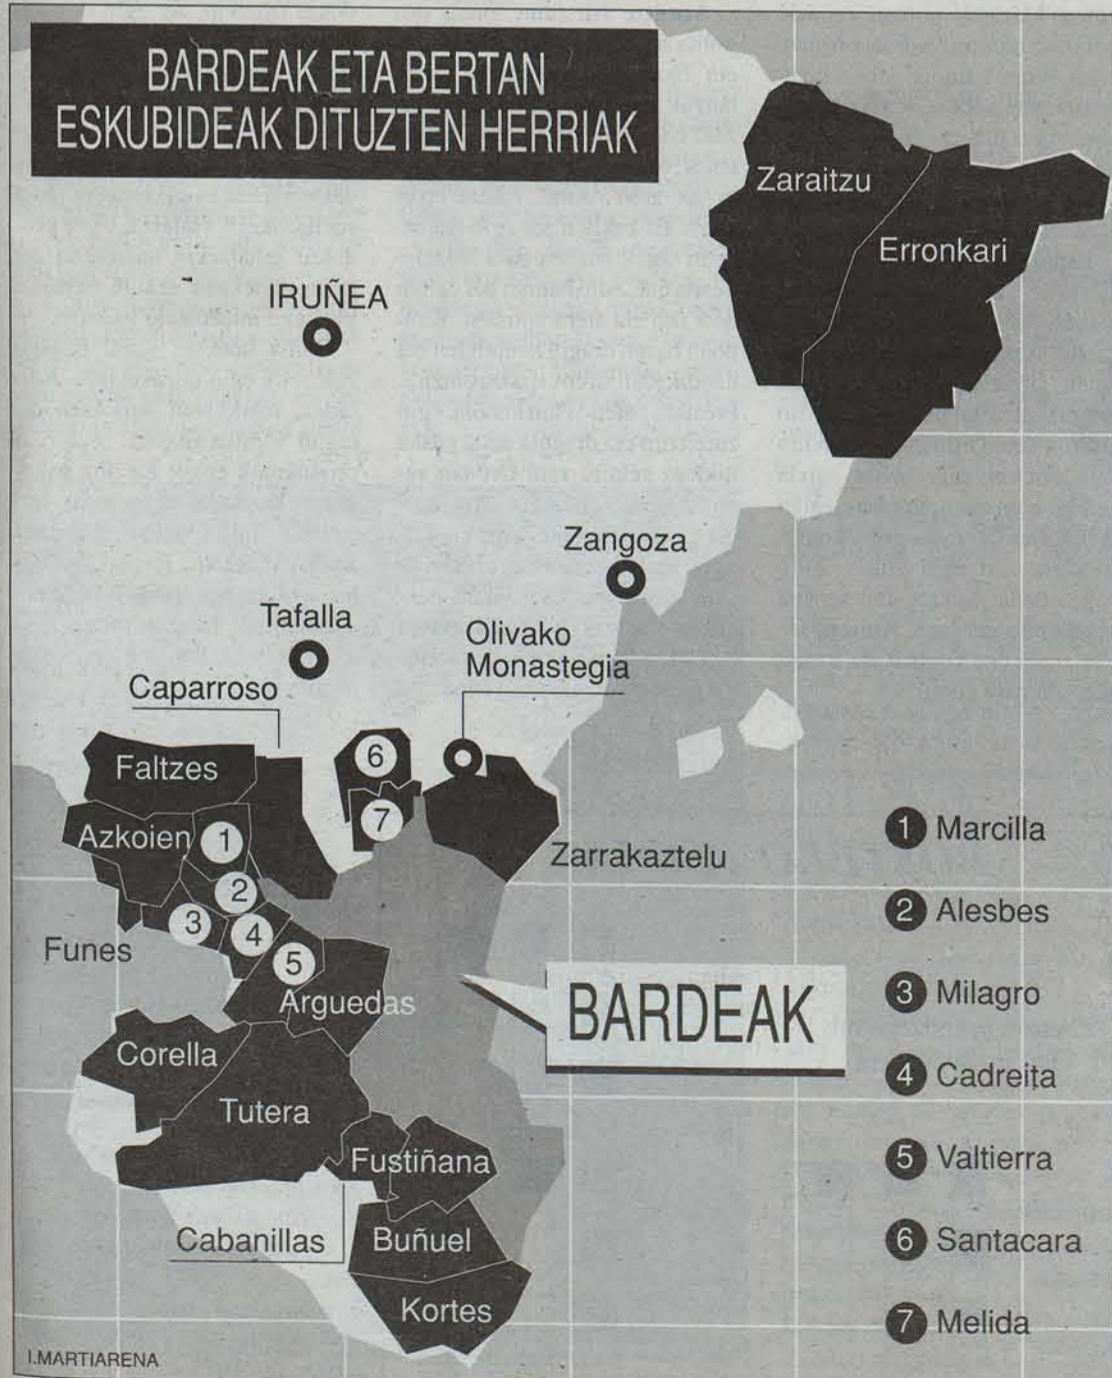 BARDEAK ETA BERTAN
ESKUBIDEAK DITUZTEN HERRIAK
Zaraitzu
Erronkari
IRUÑEA
Zangoza
Tafalla
Olivako
Monastegia
Caparroso
Faltzes
6
Azkoien
1
7
Zarrakaztelu
2
3
4
Funes
5
Arguedas
BARDEAK
Corella
Tutera
Fustiñana
Cabanillas
Buñuel
Kortes
1 Marcilla
2 Alesbes
3 Milagro
4 Cadreita
5 Valtierra
6 Santacara
7 Melida
I.MARTIARENA